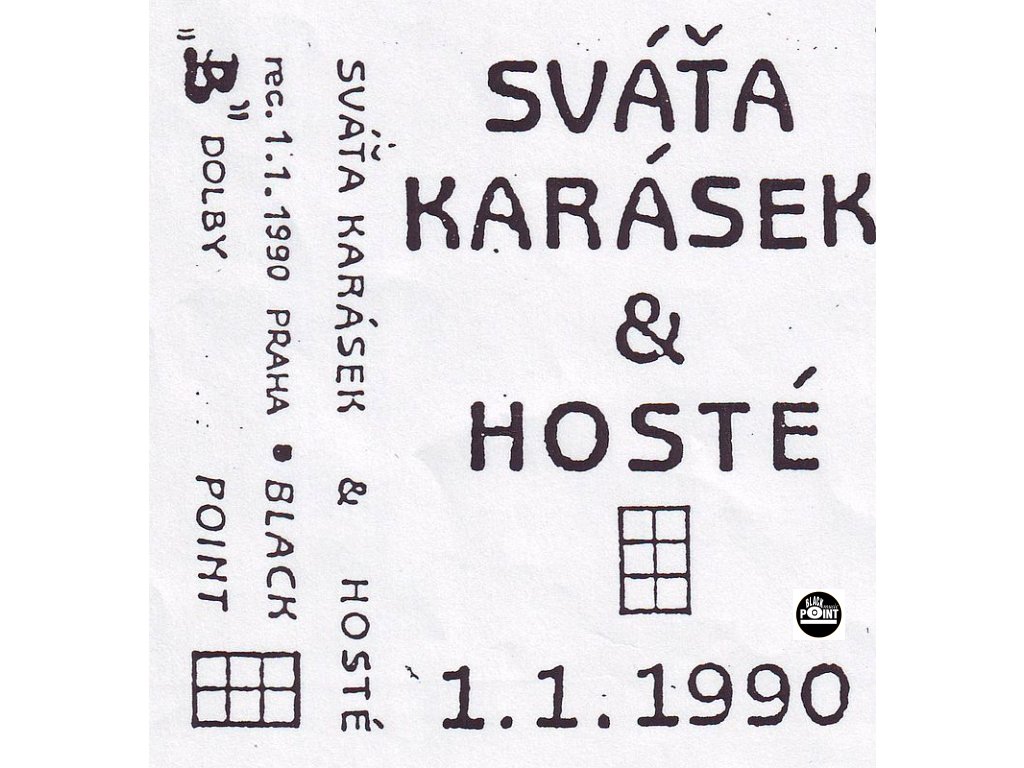 SVÁŤA
KARÁSEK
&
HOSTÉ
1.1.1990
BLACK
POINT
music
SVÁŤA KARÁSEK & HOSTÉ
rec. 1.1. 1990 PRAHA • BLACK
"B" DOLBY POINT